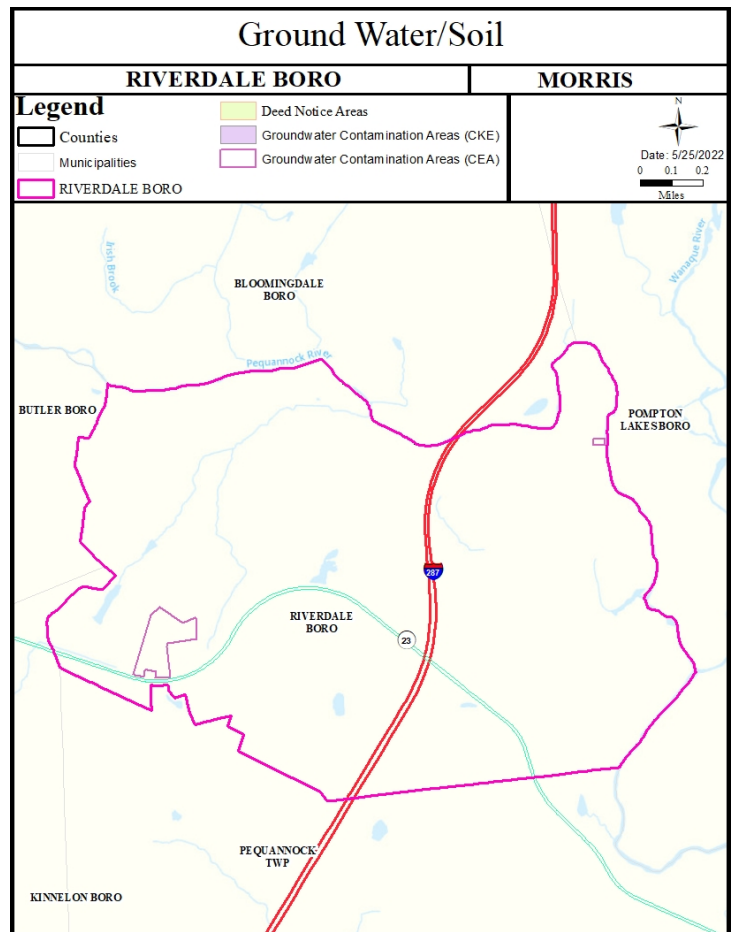 Ground Water/Soil
RIVERDALE BORO
MORRIS
Legend
Counties
Municipalities
RIVERDALE BORO
Deed Notice Areas
Groundwater Contamination Areas (CKE)
Groundwater Contamination Areas (CEA)
N
Date: 5/25/2022
0 0.1 0.2
Miles
Irish Brook
Wanaque River
BLOOMINGDALE
BORO
Pequannock River
BUTLER BORO
POMPTON
LAKESBORO
287
RIVERDALE
BORO
23
PEQUANNOCK
TWP
KINNELON BORO